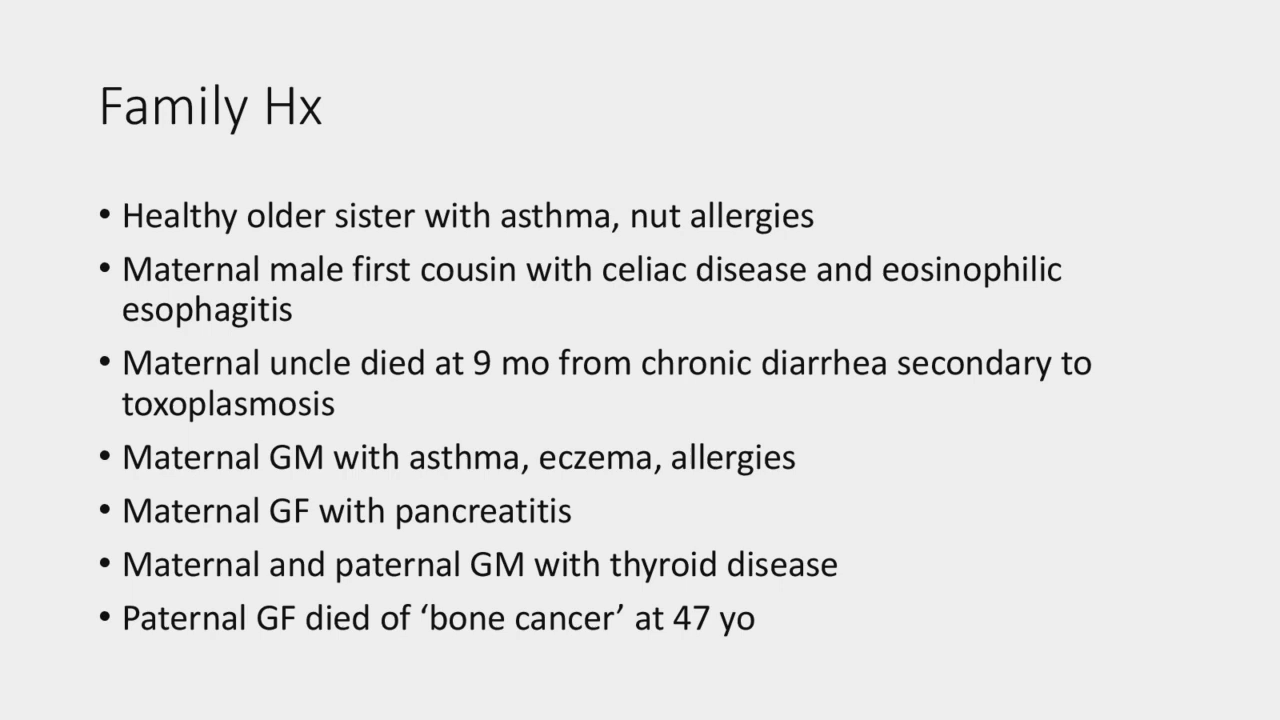 Family Hx
• Healthy older sister with asthma, nut allergies
• Maternal male first cousin with celiac disease and eosinophilic
esophagitis
• Maternal uncle died at 9 mo from chronic diarrhea secondary to
toxoplasmosis
• Maternal GM with asthma, eczema, allergies
• Maternal GF with pancreatitis
• Maternal and paternal GM with thyroid disease
• Paternal GF died of ‘bone cancer’ at 47 yo